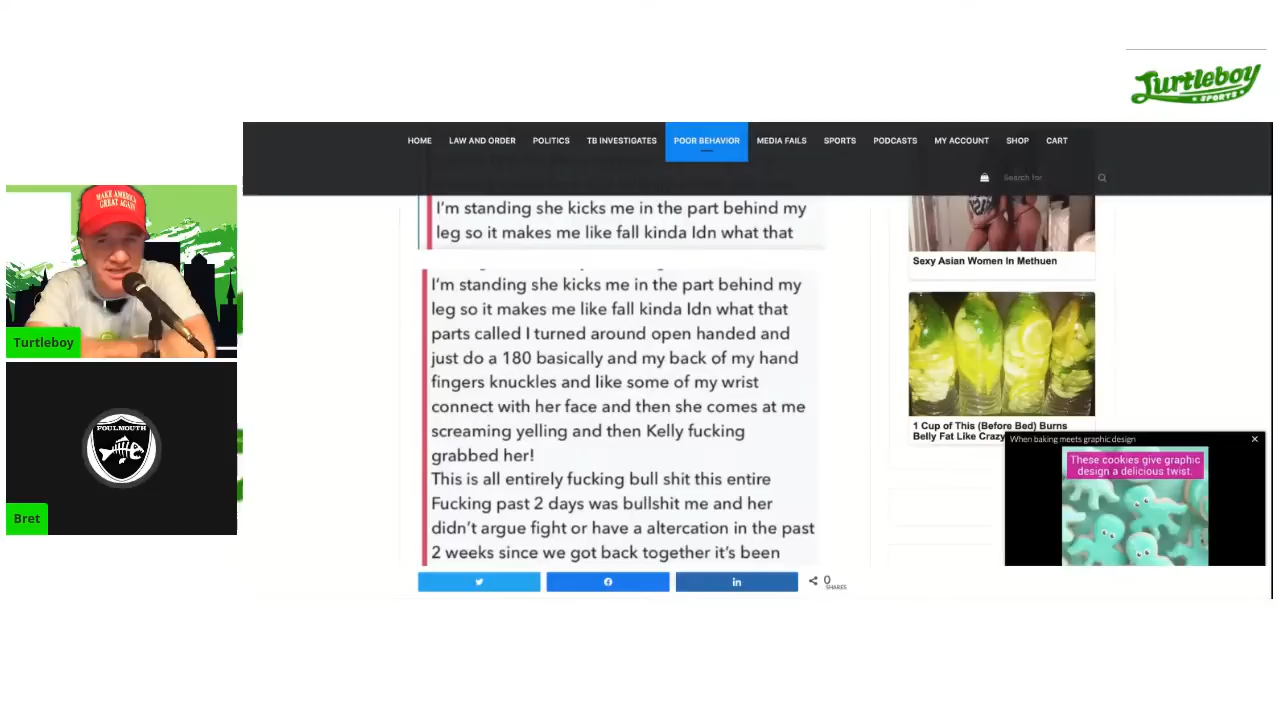 Turtleboy
SPORTS
HOME LAW AND ORDER POLITICS TB INVESTIGATES POOR BEHAVIOR MEDIA FAILS SPORTS PODCASTS MY ACCOUNT SHOP CART
Search for
MAKE AMERICA
GREAT AGAIN
Turtleboy
FOULMOUTH
Bret
I'm standing she kicks me in the part behind my
leg so it makes me like fall kinda Idn what that
I'm standing she kicks me in the part behind my
leg so it makes me like fall kinda Idn what that
parts called I turned around open handed and
just do a 180 basically and my back of my hand
fingers knuckles and like some of my wrist
connect with her face and then she comes at me
screaming yelling and then Kelly fucking
grabbed her!
This is all entirely fucking bull shit this entire
Fucking past 2 days was bullshit me and her
didn't argue fight or have a altercation in the past
2 weeks since we got back together it's been
0
SHARES
Sexy Asian Women In Methuen
1 Cup of This (Before Bed) Burns
Belly Fat Like Crazy
When baking meets graphic design
These cookies give graphic
design a delicious twist.